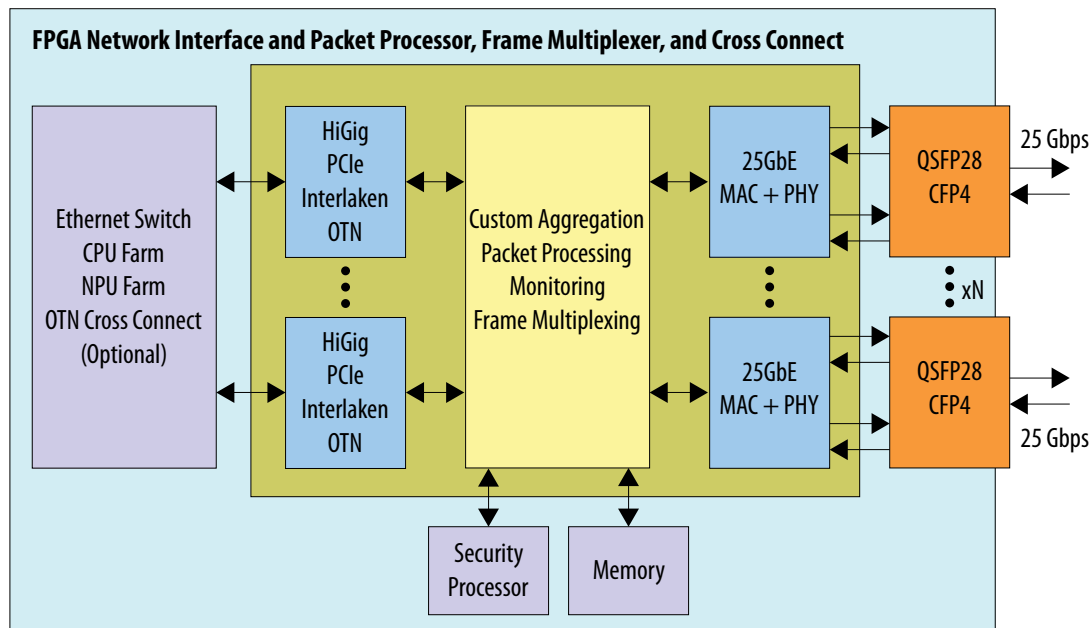 FPGA Network Interface and Packet Processor, Frame Multiplexer, and Cross Connect
Ethernet Switch
CPU Farm
NPU Farm
OTN Cross Connect
(Optional)
HiGig
PCIe
Interlaken
OTN
HiGig
PCIe
Interlaken
OTN
Custom Aggregation
Packet Processing
Monitoring
Frame Multiplexing
25GbE
MAC + PHY
25GbE
MAC + PHY
QSFP28
CFP4
xN
QSFP28
CFP4
25 Gbps
25 Gbps
Security
Processor
Memory